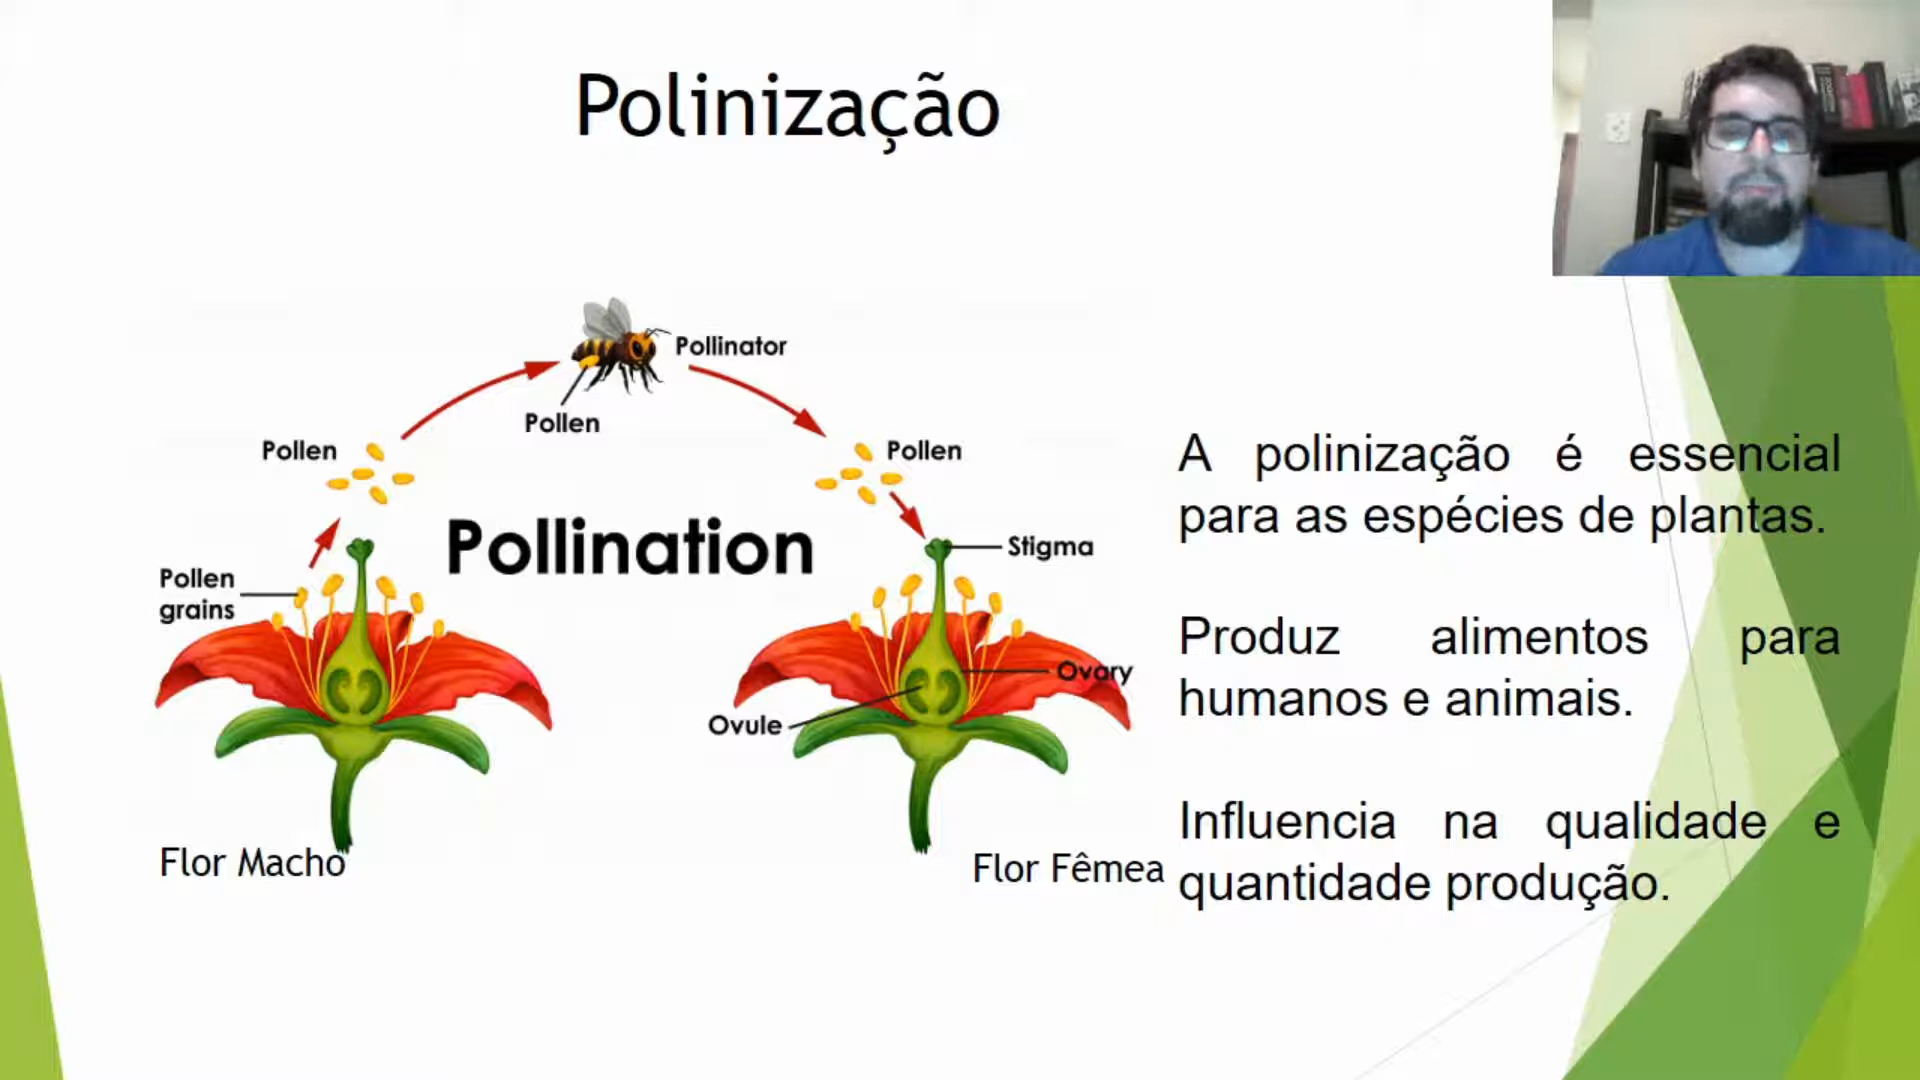 Polinização
Pollinator
Pollen
Pollen
Pollen
Pollination
Stigma
Pollen
grains
Ovary
Ovule
Flor Macho
Flor Fêmea
A polinização é essencial
para as espécies de plantas.
Produz alimentos para
humanos e animais.
Influencia na qualidade e
quantidade produção.